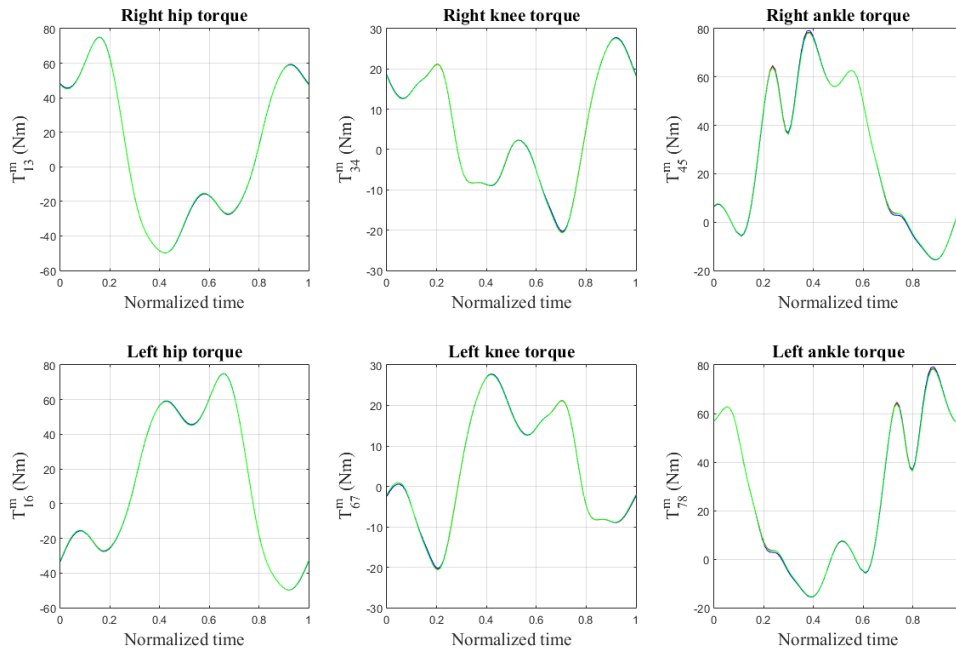 Right hip torque
80
60
40
20
0
-20
-40
-60
T_13^m (Nm)
0 0.2 0.4 0.6 0.8 1
Normalized time
Right knee torque
30
20
10
0
-10
-20
-30
T_34^m (Nm)
0 0.2 0.4 0.6 0.8 1
Normalized time
Right ankle torque
80
60
40
20
0
-20
T_45^m (Nm)
0 0.2 0.4 0.6 0.8
Normalized time
Left hip torque
80
60
40
20
0
-20
-40
-60
T_16^m (Nm)
0 0.2 0.4 0.6 0.8 1
Normalized time
Left knee torque
30
20
10
0
-10
-20
-30
T_67^m (Nm)
0 0.2 0.4 0.6 0.8 1
Normalized time
Left ankle torque
80
60
40
20
0
-20
T_78^m (Nm)
0 0.2 0.4 0.6 0.8
Normalized time